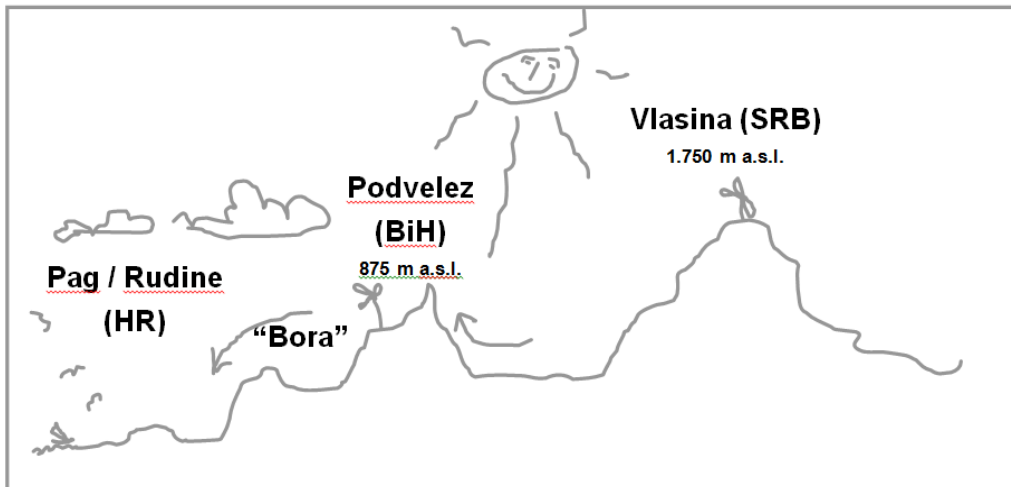 Vlasina (SRB)
1.750 m a.s.l.
Podvelez
(BiH)
875 m a.s.l.
Pag / Rudine
(HR)
“Bora”